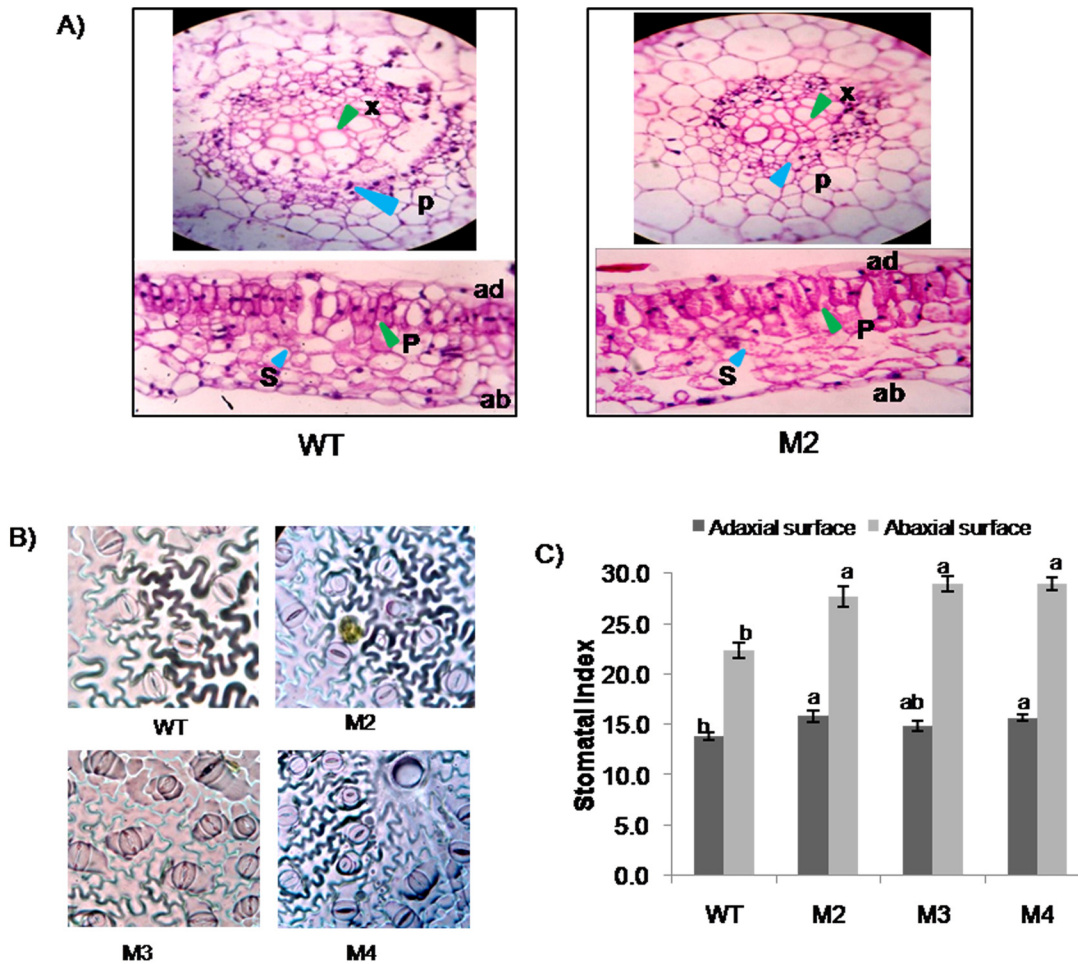 A)
x
p
ad
P
S
ab
WT
x
p
ad
P
S
ab
M2
B)
WT
M2
M3
M4
C)
Adaxial surface
Abaxial surface
Stomatal Index
30.0
25.0
20.0
15.0
10.0
5.0
0.0
b
b
a
a
ab
a
a
a
WT
M2
M3
M4